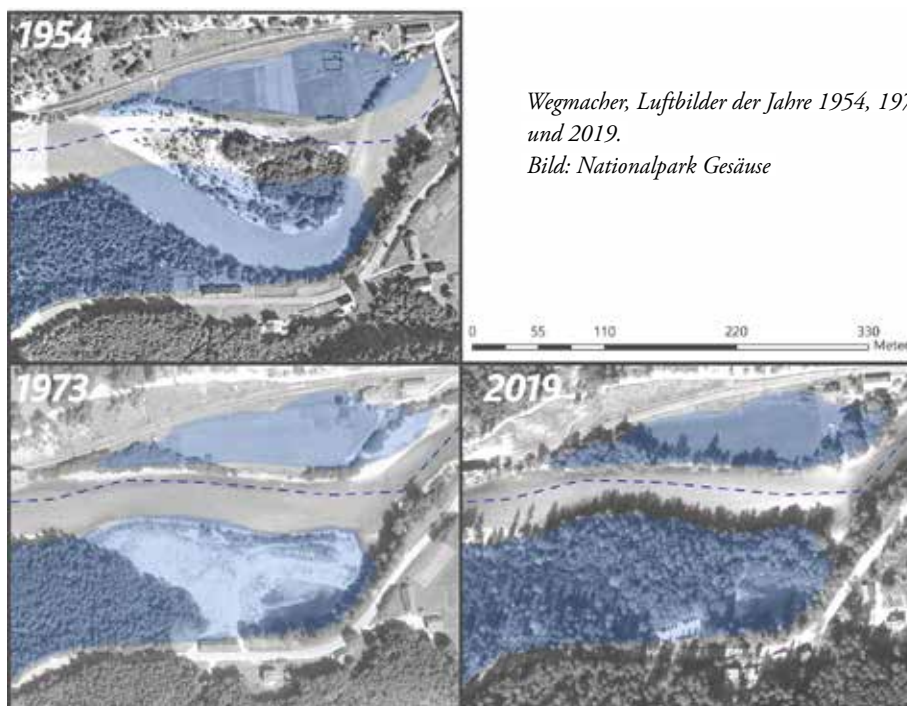 1954
Wegmacher, Luftbilder der Jahre 1954, 197
und 2019.
Bild: Nationalpark Gesäuse
0 55 110 220 330
Meter
1973
2019